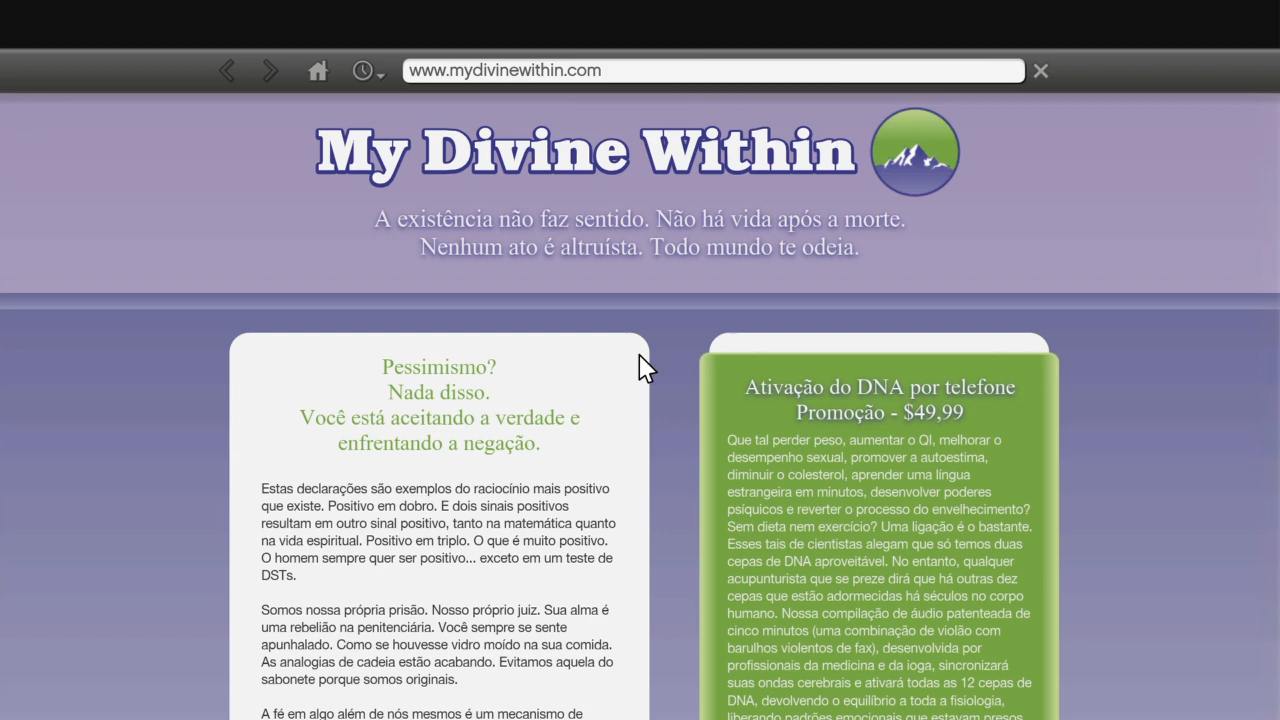 www.mydivinewithin.com
My Divine Within
A existência não faz sentido. Não há vida após a morte.
Nenhum ato é altruísta. Todo mundo te odeia.
Pessimismo?
Nada disso.
Você está aceitando a verdade e
enfrentando a negação.
Estas declarações são exemplos do raciocínio mais positivo
que existe. Positivo em dobro. E dois sinais positivos
resultam em outro sinal positivo, tanto na matemática quanto
na vida espiritual. Positivo em triplo. O que é muito positivo.
O homem sempre quer ser positivo... exceto em um teste de
DSTs.
Somos nossa própria prisão. Nosso próprio juiz. Sua alma é
uma rebelião na penitenciária. Você sempre se sente
apunhalado. Como se houvesse vidro moído na sua comida.
As analogias de cadeia estão acabando. Evitamos aquela do
sabonete porque somos originais.
A fé em algo além de nós mesmos é um mecanismo de
Ativação do DNA por telefone
Promoção - $49,99
Que tal perder peso, aumentar o QI, melhorar o
desempenho sexual, promover a autoestima,
diminuir o colesterol, aprender uma língua
estrangeira em minutos, desenvolver poderes
psíquicos e reverter o processo do envelhecimento?
Sem dieta nem exercício? Uma ligação é o bastante.
Esses tais de cientistas alegam que só temos duas
cepas de DNA aproveitável. No entanto, qualquer
acupunturista que se preze dirá que há outras dez
cepas que estão adormecidas há séculos no corpo
humano. Nossa compilação de áudio patenteada de
cinco minutos (uma combinação de violão com
barulhos violentos de fax), desenvolvida por
profissionais da medicina e da ioga, sincronizará
suas ondas cerebrais e ativará todas as 12 cepas de
DNA, devolvendo o equilíbrio a toda a fisiologia,
liberando padrões emocionais que estavam presos